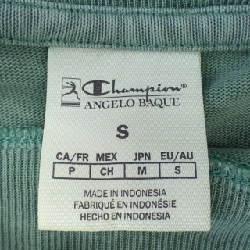 Champion
ANGELO BAQUE
S
CA/FR MEX JPN EU/AU
P CH M S
MADE IN INDONESIA
FABRIQUÉ EN INDONÉSIE
HECHO EN INDONESIA